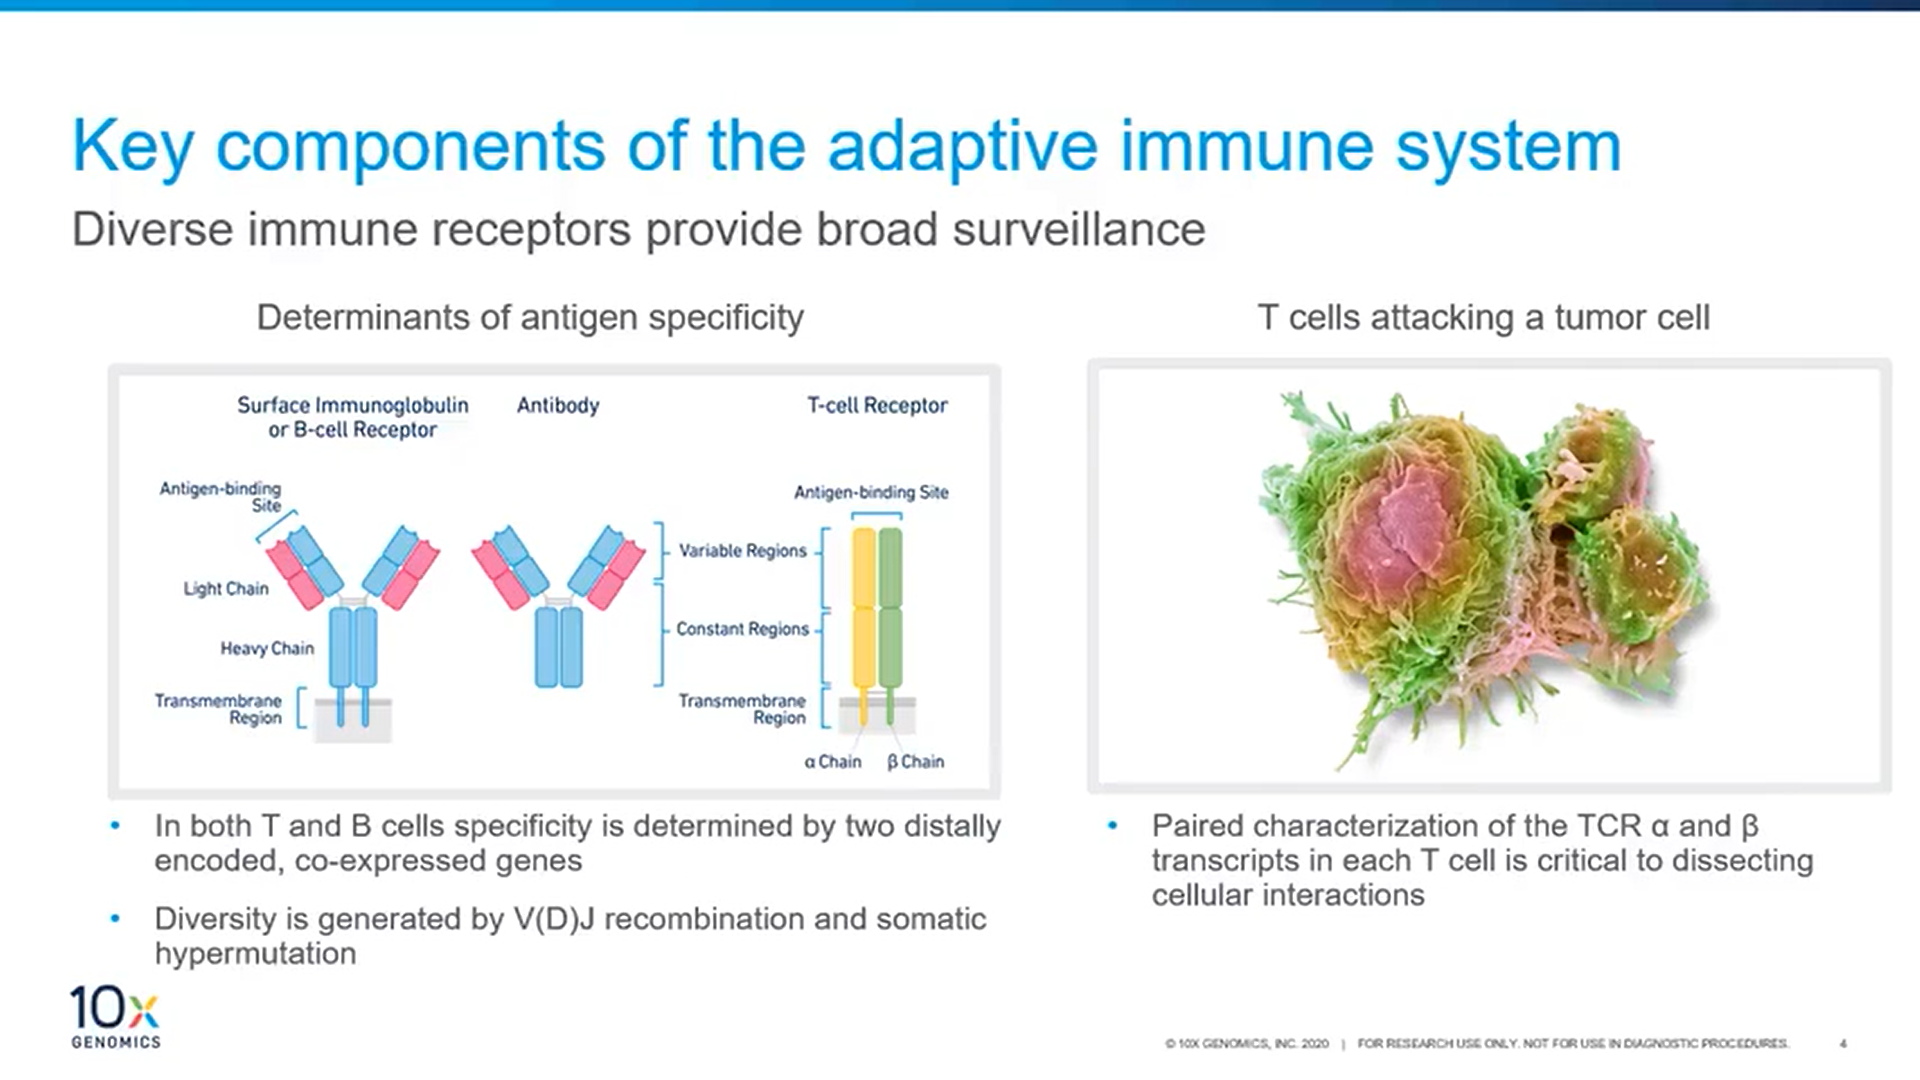 Key components of the adaptive immune system
Diverse immune receptors provide broad surveillance
Determinants of antigen specificity
Surface Immunoglobulin
or B-cell Receptor
Antibody
T-cell Receptor
Antigen-binding
Site
Antigen-binding Site
Variable Regions
Light Chain
Constant Regions
Heavy Chain
Transmembrane
Region
Transmembrane
Region
α Chain
β Chain
In both T and B cells specificity is determined by two distally
encoded, co-expressed genes
Diversity is generated by V(D)J recombination and somatic
hypermutation
T cells attacking a tumor cell
Paired characterization of the TCR α and β
transcripts in each T cell is critical to dissecting
cellular interactions
10x
GENOMICS
© 10X GENOMICS, INC. 2020 | FOR RESEARCH USE ONLY. NOT FOR USE IN DIAGNOSTIC PROCEDURES.
4